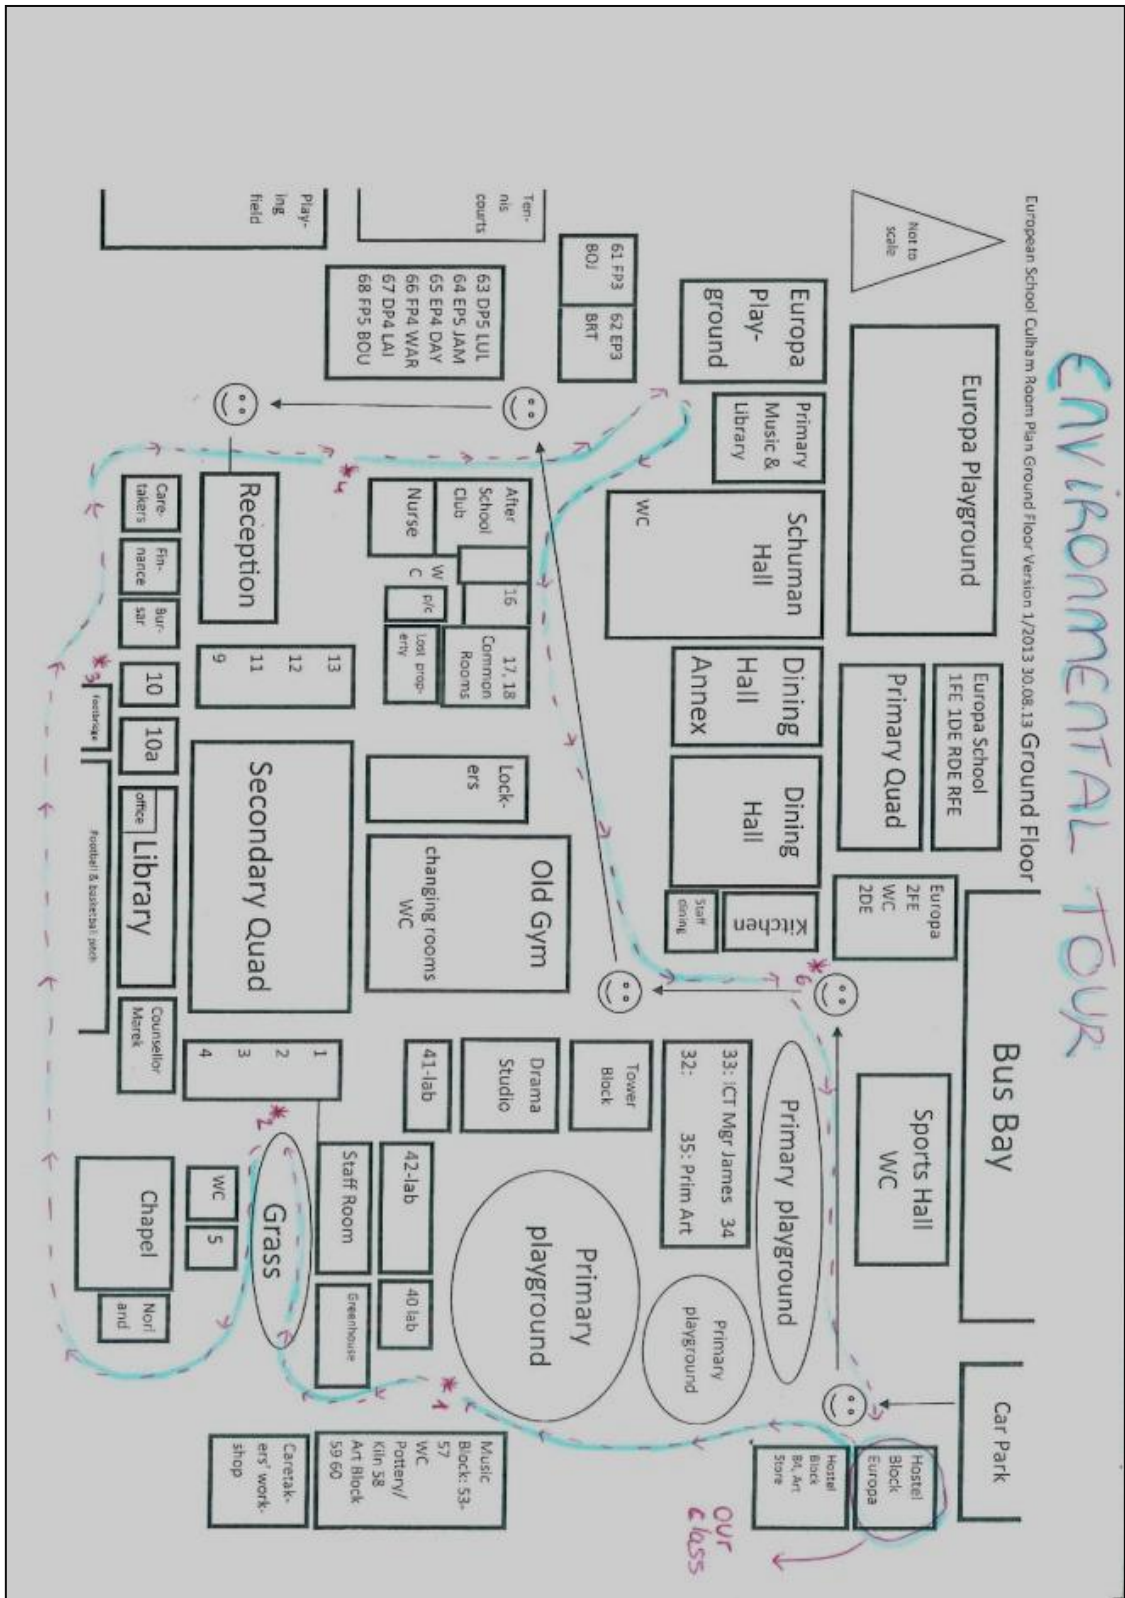 ENVIRONMENTAL TOUR
European School Culham Room Plan Ground Floor Version 1/2013 30.08.13 Ground Floor
Not to
scale
Europa Playground
Europa School
1FE 1DE RDE RFE
Primary Quad
Bus Bay
Car Park
Europa
2FE
WC
2DE
Sports Hall
WC
Hostel
Block
Europa
Hostel
Block
BA, Art
Store
our
class
Europa
Play-
ground
Primary
Music &
Library
Schuman
Hall
WC
Dining
Hall
Annex
Dining
Hall
Kitchen
Staff
dining
*6
Primary playground
33: ICT Mgr James 34
32: 35: Prim Art
Primary
playground
61 FP3
BOJ
62 EP3
BRT
Tower
Block
Primary
playground
Ten-
nis
courts
63 DP5 LUL
64 EP5 JAM
65 EP4 DAY
66 FP4 WAR
67 DP4 LAI
68 FP5 BOU
After
School
Club
Nurse
W
C
16
p/c
17, 18
Common
Rooms
Lost prop-
erty
Lock-
ers
Old Gym
changing rooms
WC
Drama
Studio
41-lab
42-lab
40 lab
*1
Music
Block: 53-
57
WC
Pottery/
Kiln 58
Art Block
59 60
Play-
ing
field
*4
Reception
13
12
11
9
Secondary Quad
1
2
3
4
*2
Staff Room
Greenhouse
Grass
WC
5
Caretak-
ers' work-
shop
Care-
takers
Fin-
nance
Bur-
sar
10
10a
office
Library
Counsellor
Marek
Chapel
Nori
and
*3
Footbridge
Football & basketball pitch